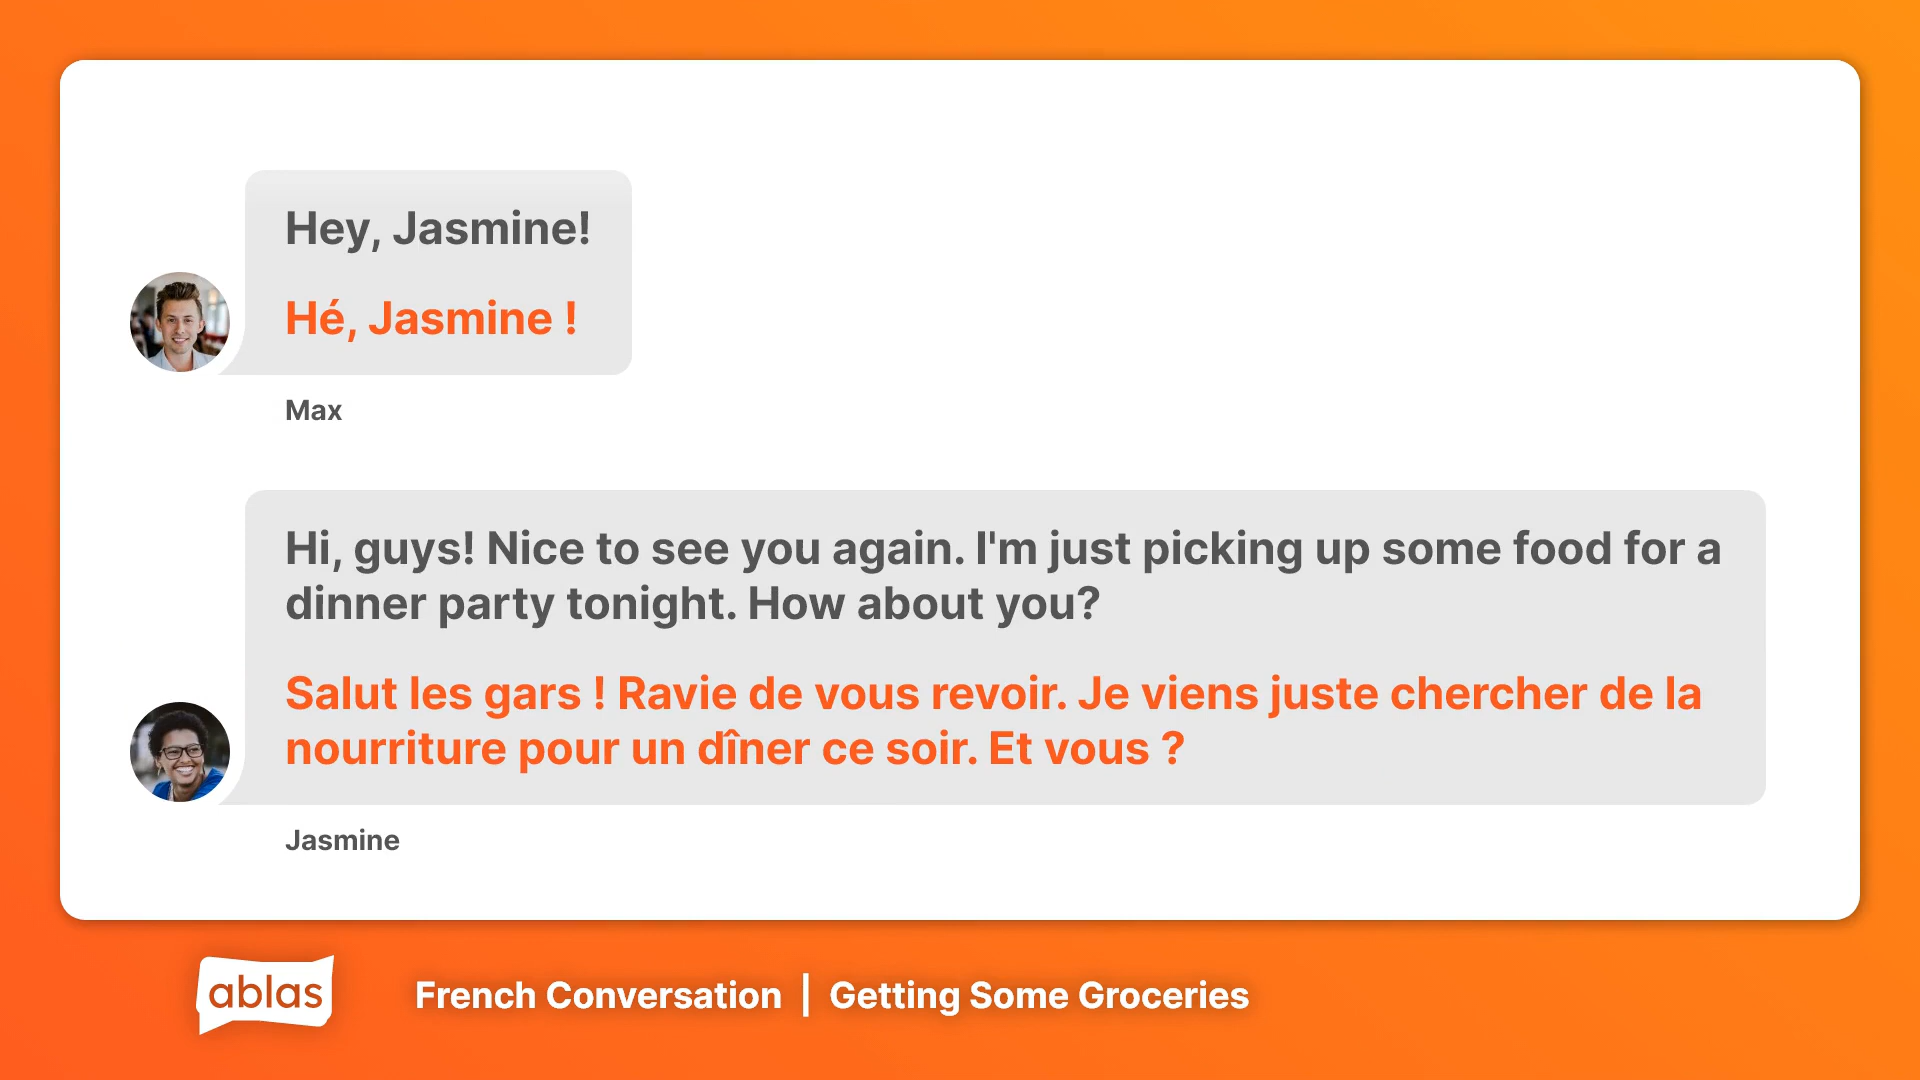 Hey, Jasmine!
Hé, Jasmine !
Max
Hi, guys! Nice to see you again. I'm just picking up some food for a
dinner party tonight. How about you?
Salut les gars ! Ravie de vous revoir. Je viens juste chercher de la
nourriture pour un dîner ce soir. Et vous ?
Jasmine
ablas
French Conversation | Getting Some Groceries